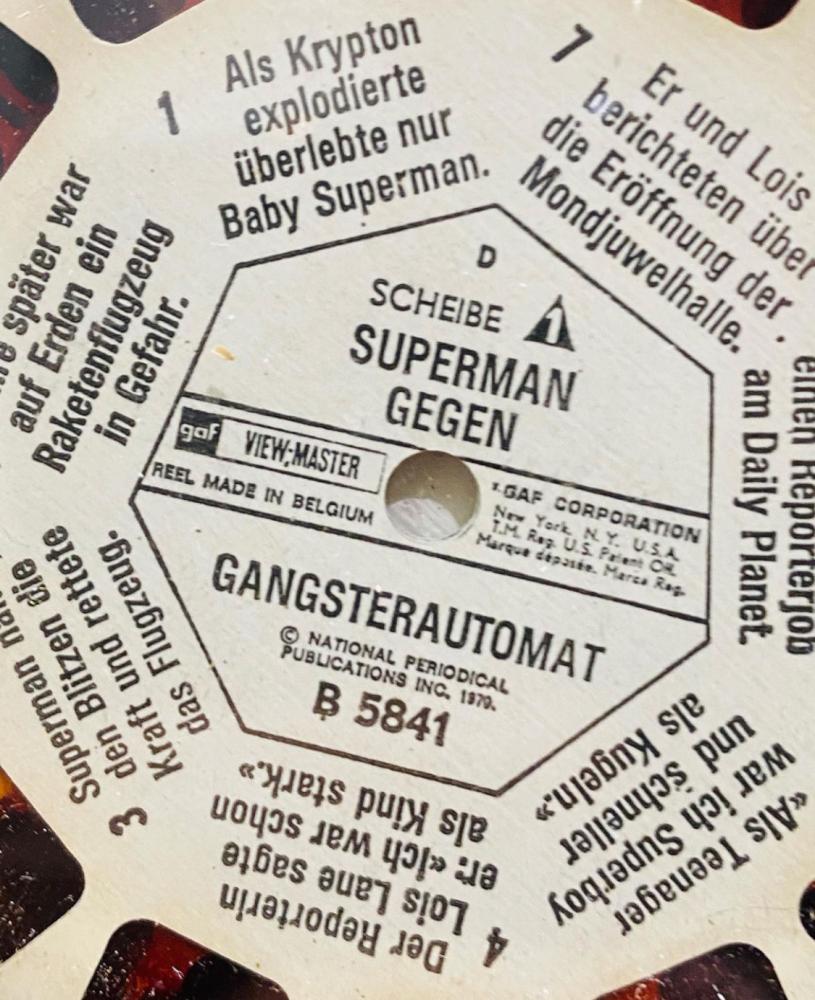 D
SCHEIBE 1
SUPERMAN
GEGEN
gaf VIEW-MASTER
REEL MADE IN BELGIUM
GAF CORPORATION
New York, N.Y. U.S.A.
T.M. Reg. U.S. Patent Off.
Marque déposée. Marca Reg.
GANGSTERAUTOMAT
© NATIONAL PERIODICAL
PUBLICATIONS INC. 1970.
B 5841
1 Als Krypton
explodierte
überlebte nur
Baby Superman.
später war
auf Erden ein
Raketenflugzeug
in Gefahr.
3 Superman
den Blitzen die
Kraft und rettete
das Flugzeug.
4 Der Reporterin
Lois Lane sagte
er: «Ich war schon
als Kind stark.»
«Als Teenager
war ich Superboy
und schneller
als Kugeln.»
einen Reporterjob
am Daily Planet.
7 Er und Lois
berichteten über
die Eröffnung der
Mondjuwelhalle.